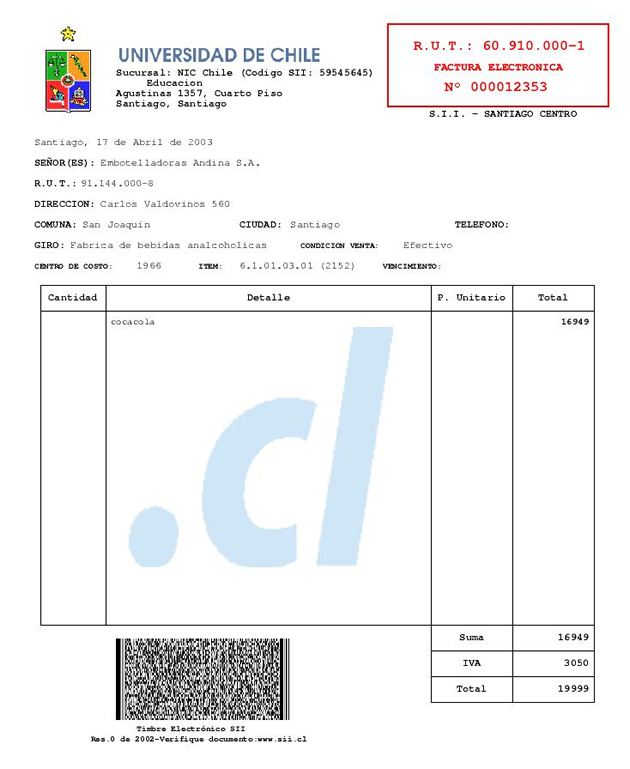 UNIVERSIDAD DE CHILE
Sucursal: NIC Chile (Codigo SII: 59545645)
Educacion
Agustinas 1357, Cuarto Piso
Santiago, Santiago
R.U.T.: 60.910.000-1
FACTURA ELECTRONICA
Nº 000012353
S.I.I. - SANTIAGO CENTRO
Santiago, 17 de Abril de 2003
SEÑOR(ES): Embotelladoras Andina S.A.
R.U.T.: 91.144.000-8
DIRECCION: Carlos Valdovinos 560
COMUNA: San Joaquin CIUDAD: Santiago TELEFONO:
GIRO: Fabrica de bebidas analcoholicas CONDICION VENTA: Efectivo
CENTRO DE COSTO: 1966 ITEM: 6.1.01.03.01 (2152) VENCIMIENTO:
Cantidad Detalle P. Unitario Total
cocacola 16949
.cl
Suma 16949
IVA 3050
Total 19999
Timbre Electrónico SII
Res.0 de 2002-Verifique documento:www.sii.cl